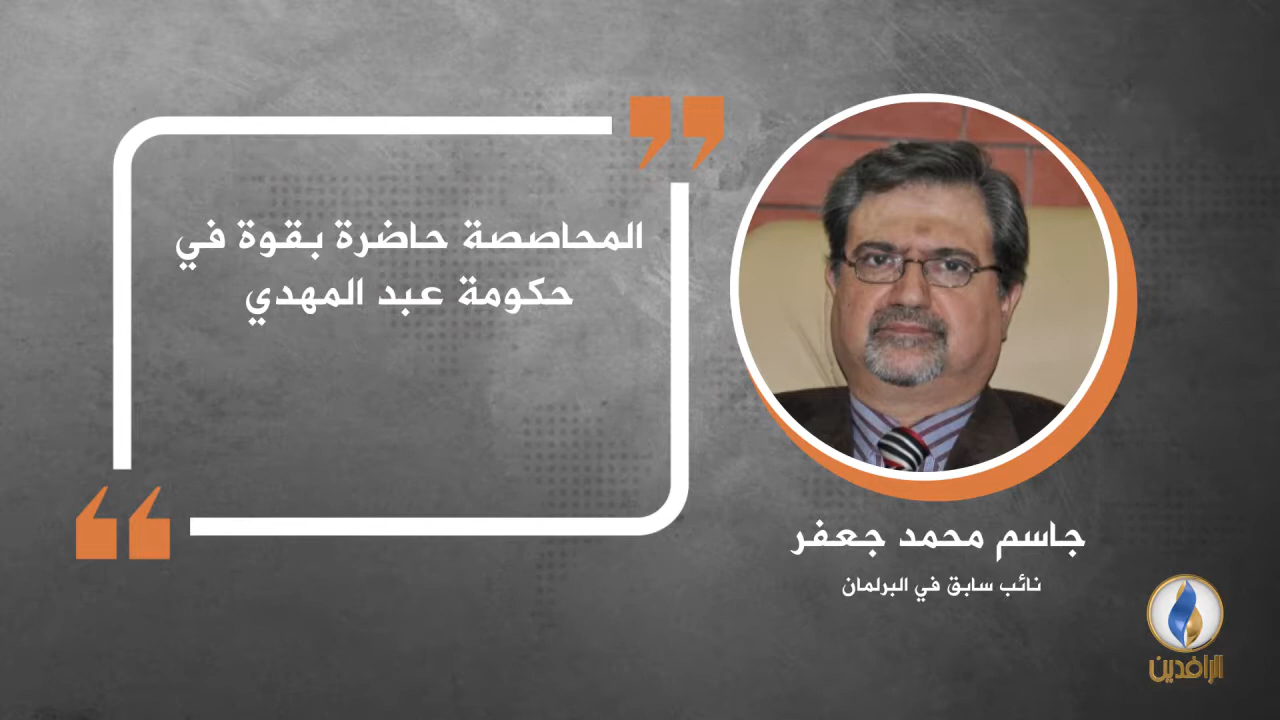 المحاصصة حاضرة بقوة في
حكومة عبد المهدي
جاسم محمد جعفر
نائب سابق في البرلمان
الرافدين